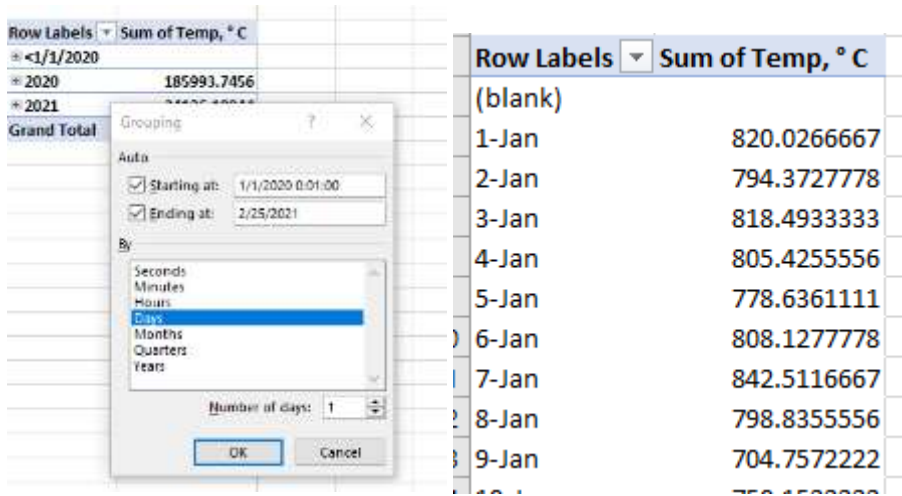 Row Labels Sum of Temp, ° C
<1/1/2020
2020 185993.7456
2021
Grand Total
Grouping ? ×
Auto
Starting at: 1/1/2020 0:01:00
Ending at: 2/25/2021
By
Seconds
Minutes
Hours
Days
Months
Quarters
Years
Number of days: 1
OK Cancel
Row Labels Sum of Temp, ° C
(blank)
1-Jan 820.0266667
2-Jan 794.3727778
3-Jan 818.4933333
4-Jan 805.4255556
5-Jan 778.6361111
6-Jan 808.1277778
7-Jan 842.5116667
8-Jan 798.8355556
9-Jan 704.7572222